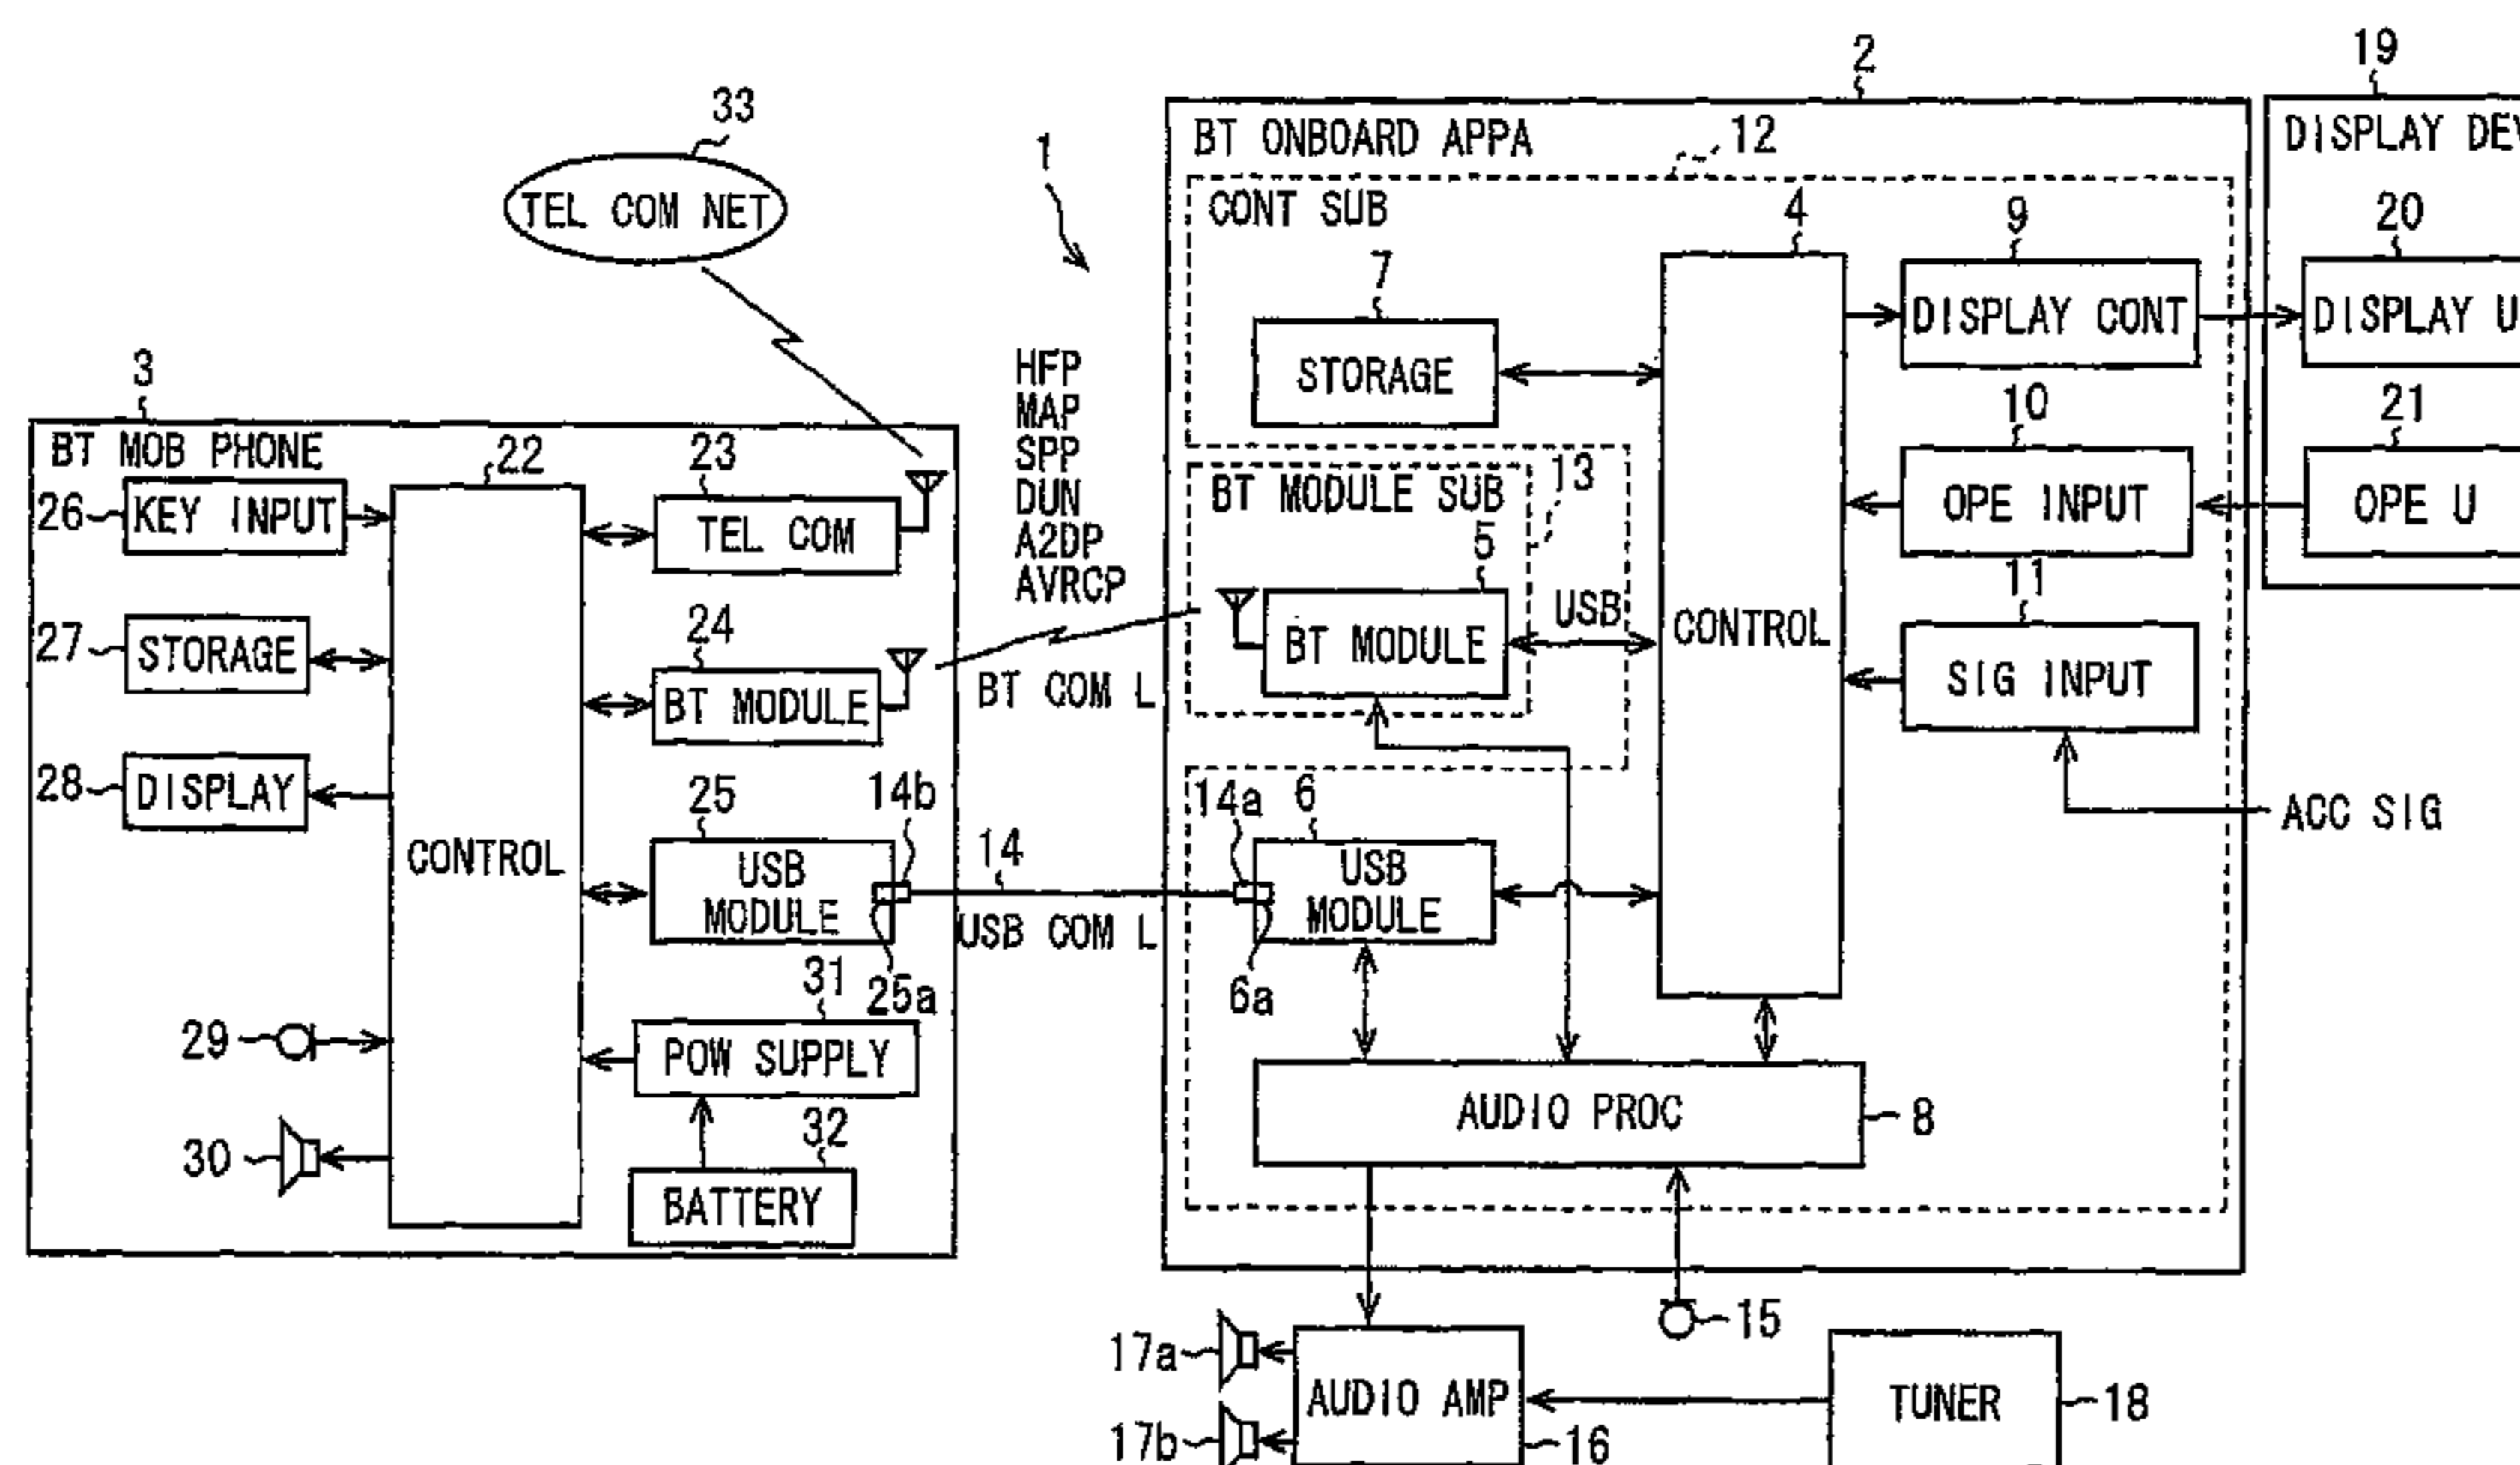 33
TEL COM NET
1
HFP
MAP
SPP
DUN
A2DP
AVRCP
BT COM L
14
USB COM L
3
BT MOB PHONE
22
CONTROL
26
KEY INPUT
27
STORAGE
28
DISPLAY
29
30
23
TEL COM
24
BT MODULE
25
USB
MODULE
14b
25a
31
POW SUPPLY
32
BATTERY
2
BT ONBOARD APPA
12
CONT SUB
7
STORAGE
4
CONTROL
9
DISPLAY CONT
10
OPE INPUT
11
SIG INPUT
ACC SIG
13
BT MODULE SUB
5
BT MODULE
USB
14a
6
USB
MODULE
6a
AUDIO PROC
8
15
17a
17b
AUDIO AMP
16
TUNER
18
19
DISPLAY DEV
20
DISPLAY U
21
OPE U